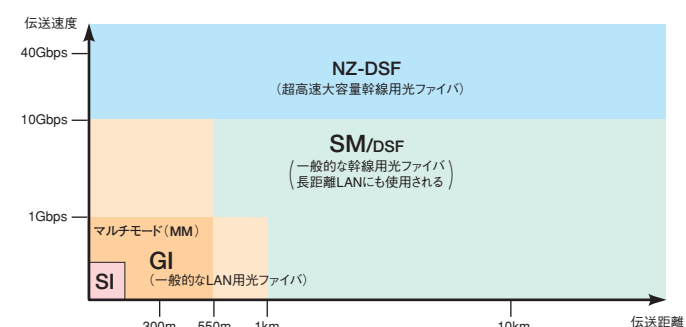 伝送速度
40Gbps
NZ-DSF
（超高速大容量幹線用光ファイバ）
10Gbps
SM/DSF
（一般的な幹線用光ファイバ
長距離LANにも使用される）
1Gbps
マルチモード（MM）
GI
（一般的なLAN用光ファイバ）
SI
300m 550m 1km 10km
伝送距離